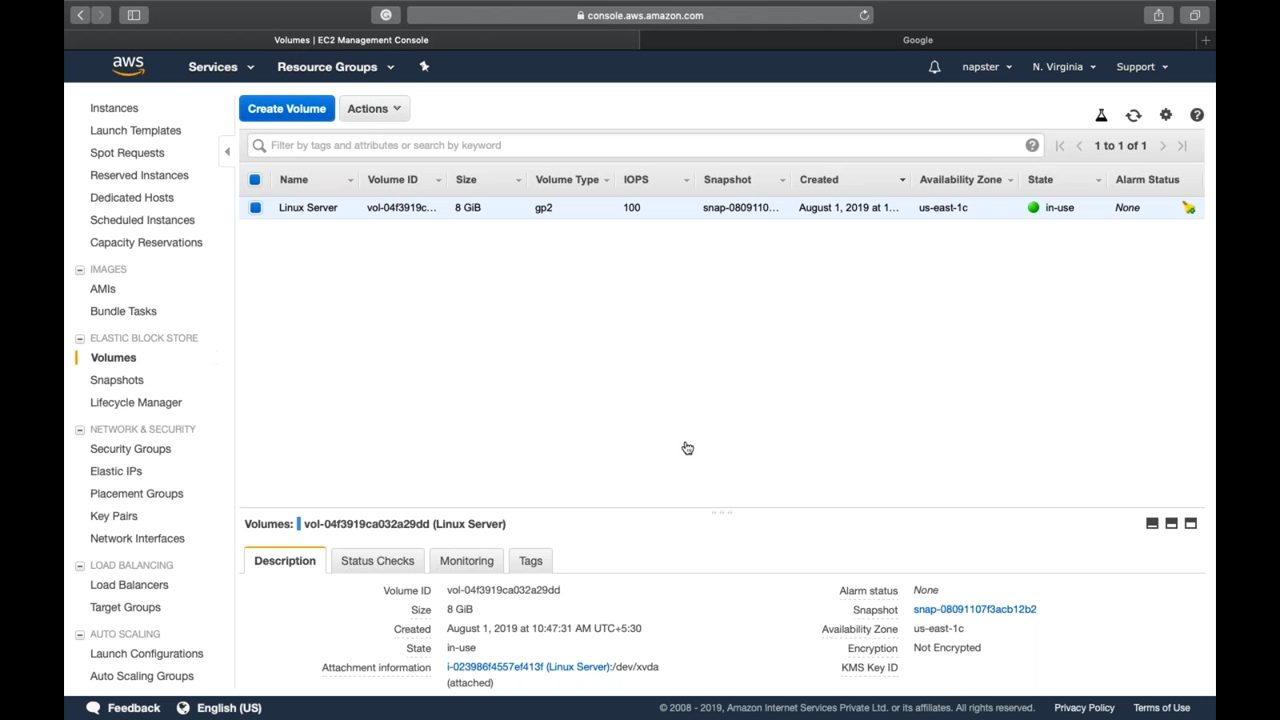 console.aws.amazon.com
Volumes | EC2 Management Console
Google
aws
Services
Resource Groups
napster
N. Virginia
Support
Instances
Launch Templates
Spot Requests
Reserved Instances
Dedicated Hosts
Scheduled Instances
Capacity Reservations
IMAGES
AMIs
Bundle Tasks
ELASTIC BLOCK STORE
Volumes
Snapshots
Lifecycle Manager
NETWORK & SECURITY
Security Groups
Elastic IPs
Placement Groups
Key Pairs
Network Interfaces
LOAD BALANCING
Load Balancers
Target Groups
AUTO SCALING
Launch Configurations
Auto Scaling Groups
Create Volume
Actions
Filter by tags and attributes or search by keyword
1 to 1 of 1
Name Volume ID Size Volume Type IOPS Snapshot Created Availability Zone State Alarm Status
Linux Server vol-04f3919c... 8 GiB gp2 100 snap-0809110... August 1, 2019 at 1... us-east-1c in-use None
Volumes: vol-04f3919ca032a29dd (Linux Server)
Description Status Checks Monitoring Tags
Volume ID vol-04f3919ca032a29dd
Size 8 GiB
Created August 1, 2019 at 10:47:31 AM UTC+5:30
State in-use
Attachment information i-023986f4557ef413f (Linux Server):/dev/xvda
(attached)
Alarm status None
Snapshot snap-08091107f3acb12b2
Availability Zone us-east-1c
Encryption Not Encrypted
KMS Key ID
Feedback
English (US)
© 2008 - 2019, Amazon Internet Services Private Ltd. or its affiliates. All rights reserved.
Privacy Policy
Terms of Use